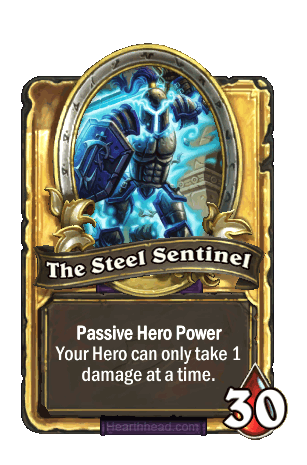 The Steel Sentinel
Passive Hero Power
Your Hero can only take 1
damage at a time.
30
Hearthhead.com